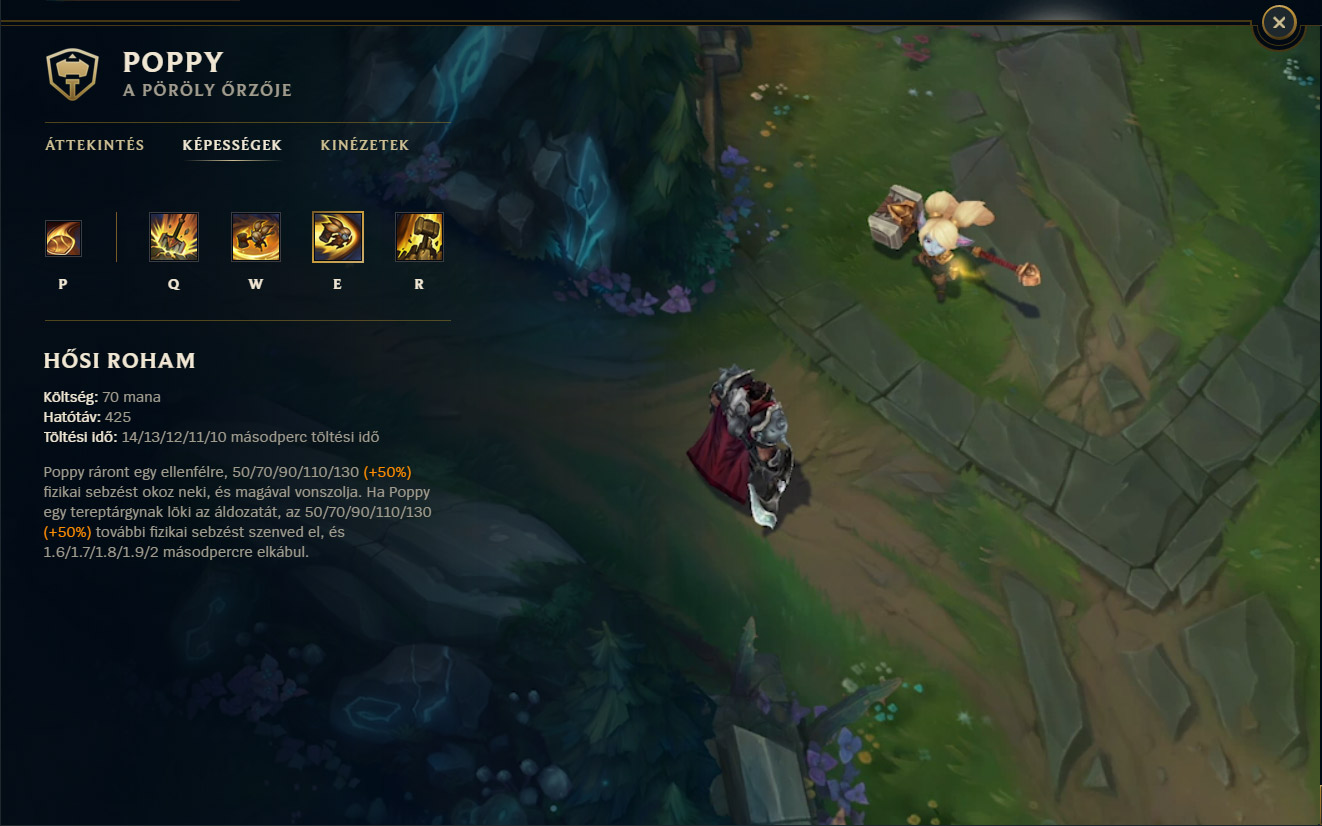 POPPY
A PÖRÖLY ŐRZŐJE
ÁTTEKINTÉS KÉPESSÉGEK KINÉZETEK
P Q W E R
HŐSI ROHAM
Költség: 70 mana
Hatótáv: 425
Töltési idő: 14/13/12/11/10 másodperc töltési idő
Poppy ráront egy ellenfélre, 50/70/90/110/130 (+50%)
fizikai sebzést okoz neki, és magával vonszolja. Ha Poppy
egy tereptárgynak löki az áldozatát, az 50/70/90/110/130
(+50%) további fizikai sebzést szenved el, és
1.6/1.7/1.8/1.9/2 másodpercre elkábul.